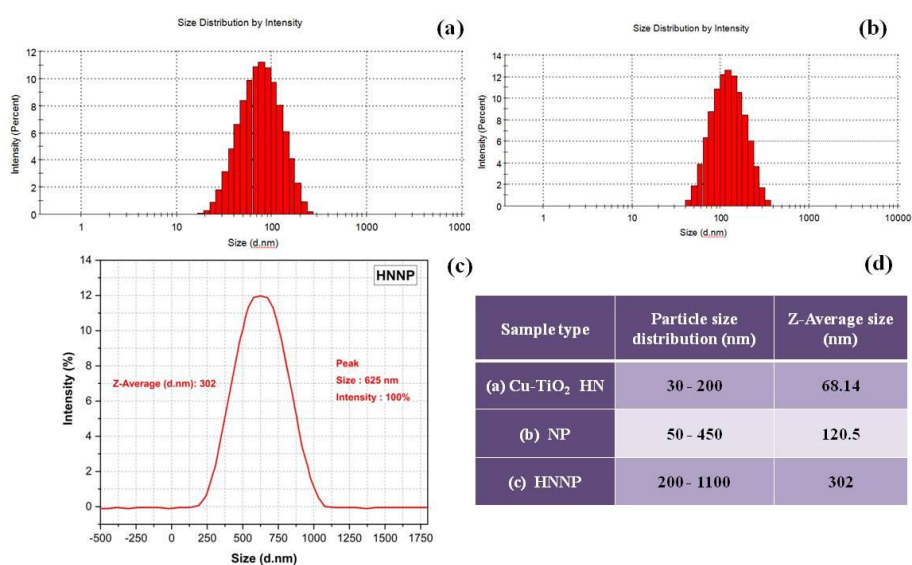 Size Distribution by Intensity
(a)
12
10
8
6
4
2
0
Intensity (Percent)
1
10
100
1000
1000
Size (d.nm)
Size Distribution by Intensity
(b)
14
12
10
8
6
4
2
0
Intensity (Percent)
1
10
100
1000
10000
Size (d.nm)
(c)
HNNP
14
12
10
8
6
4
2
0
Intensity (%)
Z-Average (d.nm): 302
Peak
Size : 625 nm
Intensity : 100%
-500
-250
0
250
500
750
1000
1250
1500
1750
Size (d.nm)
(d)
Sample type
Particle size
distribution (nm)
Z-Average size
(nm)
(a) Cu-TiO₂ HN
30 - 200
68.14
(b) NP
50 - 450
120.5
(c) HNNP
200 - 1100
302